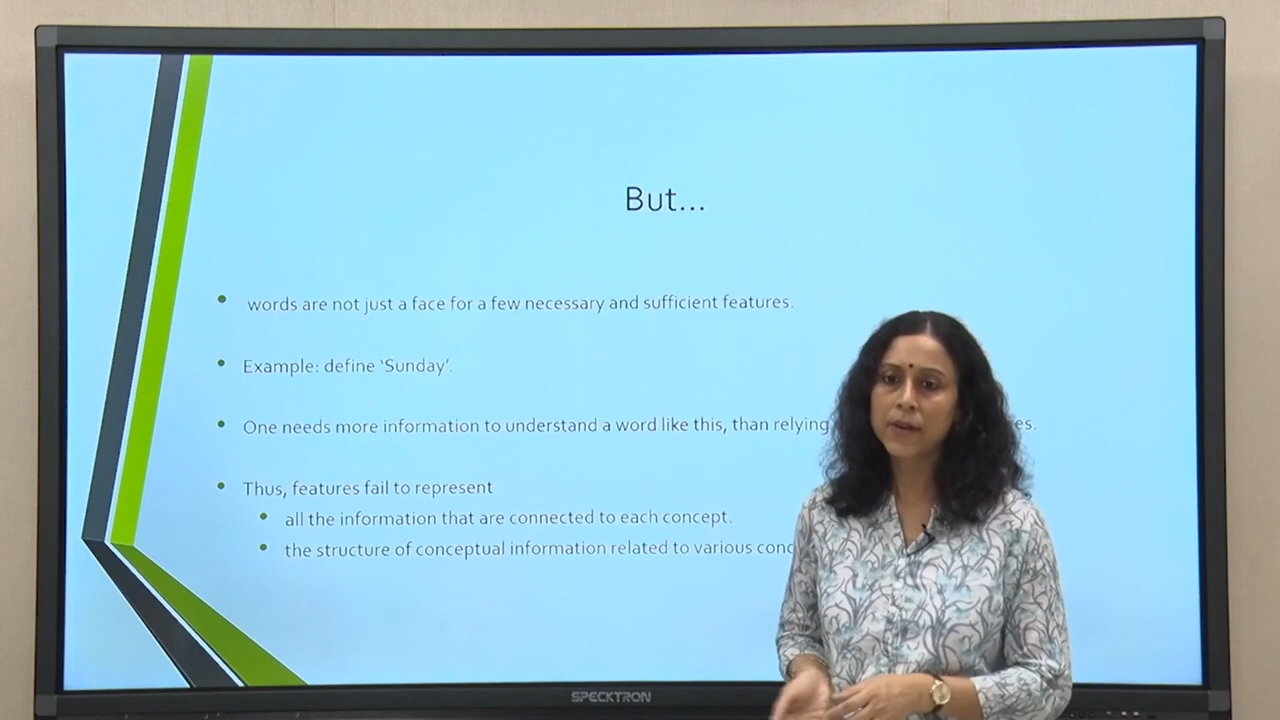 But...
words are not just a face for a few necessary and sufficient features.
Example: define ‘Sunday’.
One needs more information to understand a word like this, than relying
Thus, features fail to represent
all the information that are connected to each concept.
the structure of conceptual information related to various
SPECKTRON